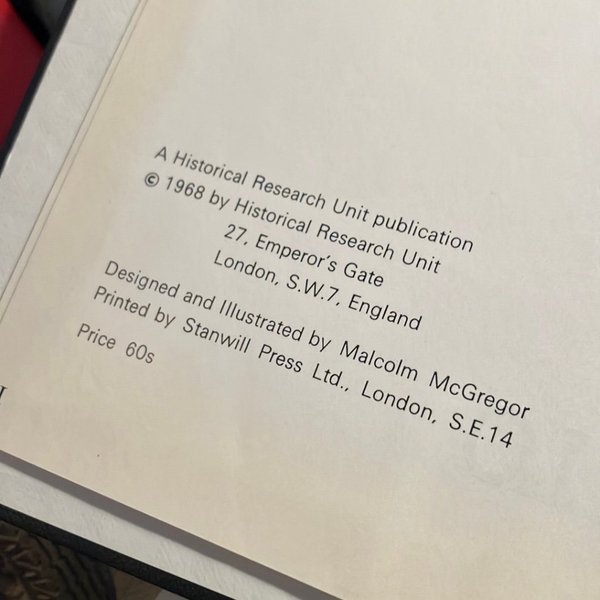 A Historical Research Unit publication
© 1968 by Historical Research Unit
27, Emperor's Gate
London, S.W.7, England
Designed and Illustrated by Malcolm McGregor
Printed by Stanwill Press Ltd., London, S.E.14
Price 60s